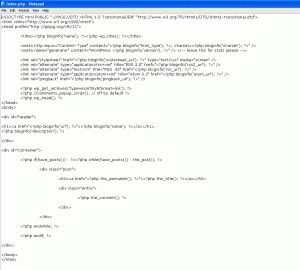 index.php - Notepad
File Edit Format View Help
<!DOCTYPE html PUBLIC "-//W3C//DTD XHTML 1.0 Transitional//EN" "http://www.w3.org/TR/xhtml1/DTD/xhtml1-transitional.dtd">
<html xmlns="http://www.w3.org/1999/xhtml">
<head profile="http://gmpg.org/xfn/11">
<title><?php bloginfo('name'); ?><?php wp_title(); ?></title>
<meta http-equiv="Content-Type" content="<?php bloginfo('html_type'); ?>; charset=<?php bloginfo('charset'); ?>" />
<meta name="generator" content="WordPress <?php bloginfo('version'); ?>" /> <!-- leave this for stats please -->
<link rel="stylesheet" href="<?php bloginfo('stylesheet_url'); ?>" type="text/css" media="screen" />
<link rel="alternate" type="application/rss+xml" title="RSS 2.0" href="<?php bloginfo('rss2_url'); ?>" />
<link rel="alternate" type="text/xml" title="RSS .92" href="<?php bloginfo('rss_url'); ?>" />
<link rel="alternate" type="application/atom+xml" title="Atom 0.3" href="<?php bloginfo('atom_url'); ?>" />
<link rel="pingback" href="<?php bloginfo('pingback_url'); ?>" />
<?php wp_get_archives('type=monthly&format=link'); ?>
<?php //comments_popup_script(); // off by default ?>
<?php wp_head(); ?>
</head>
<body>
<div id="header">
<h1><a href="<?php bloginfo('url'); ?>"><?php bloginfo('name'); ?></a></h1>
<?php bloginfo('description'); ?>
</div>
<div id="container">
<?php if(have_posts()) : ?><?php while(have_posts()) : the_post(); ?>
<div class="post">
<h2><a href="<?php the_permalink(); ?>"><?php the_title(); ?></a></h2>
<div class="entry">
<?php the_content(); ?>
</div>
</div>
<?php endwhile; ?>
<?php endif; ?>
</div>
</body>
</html>